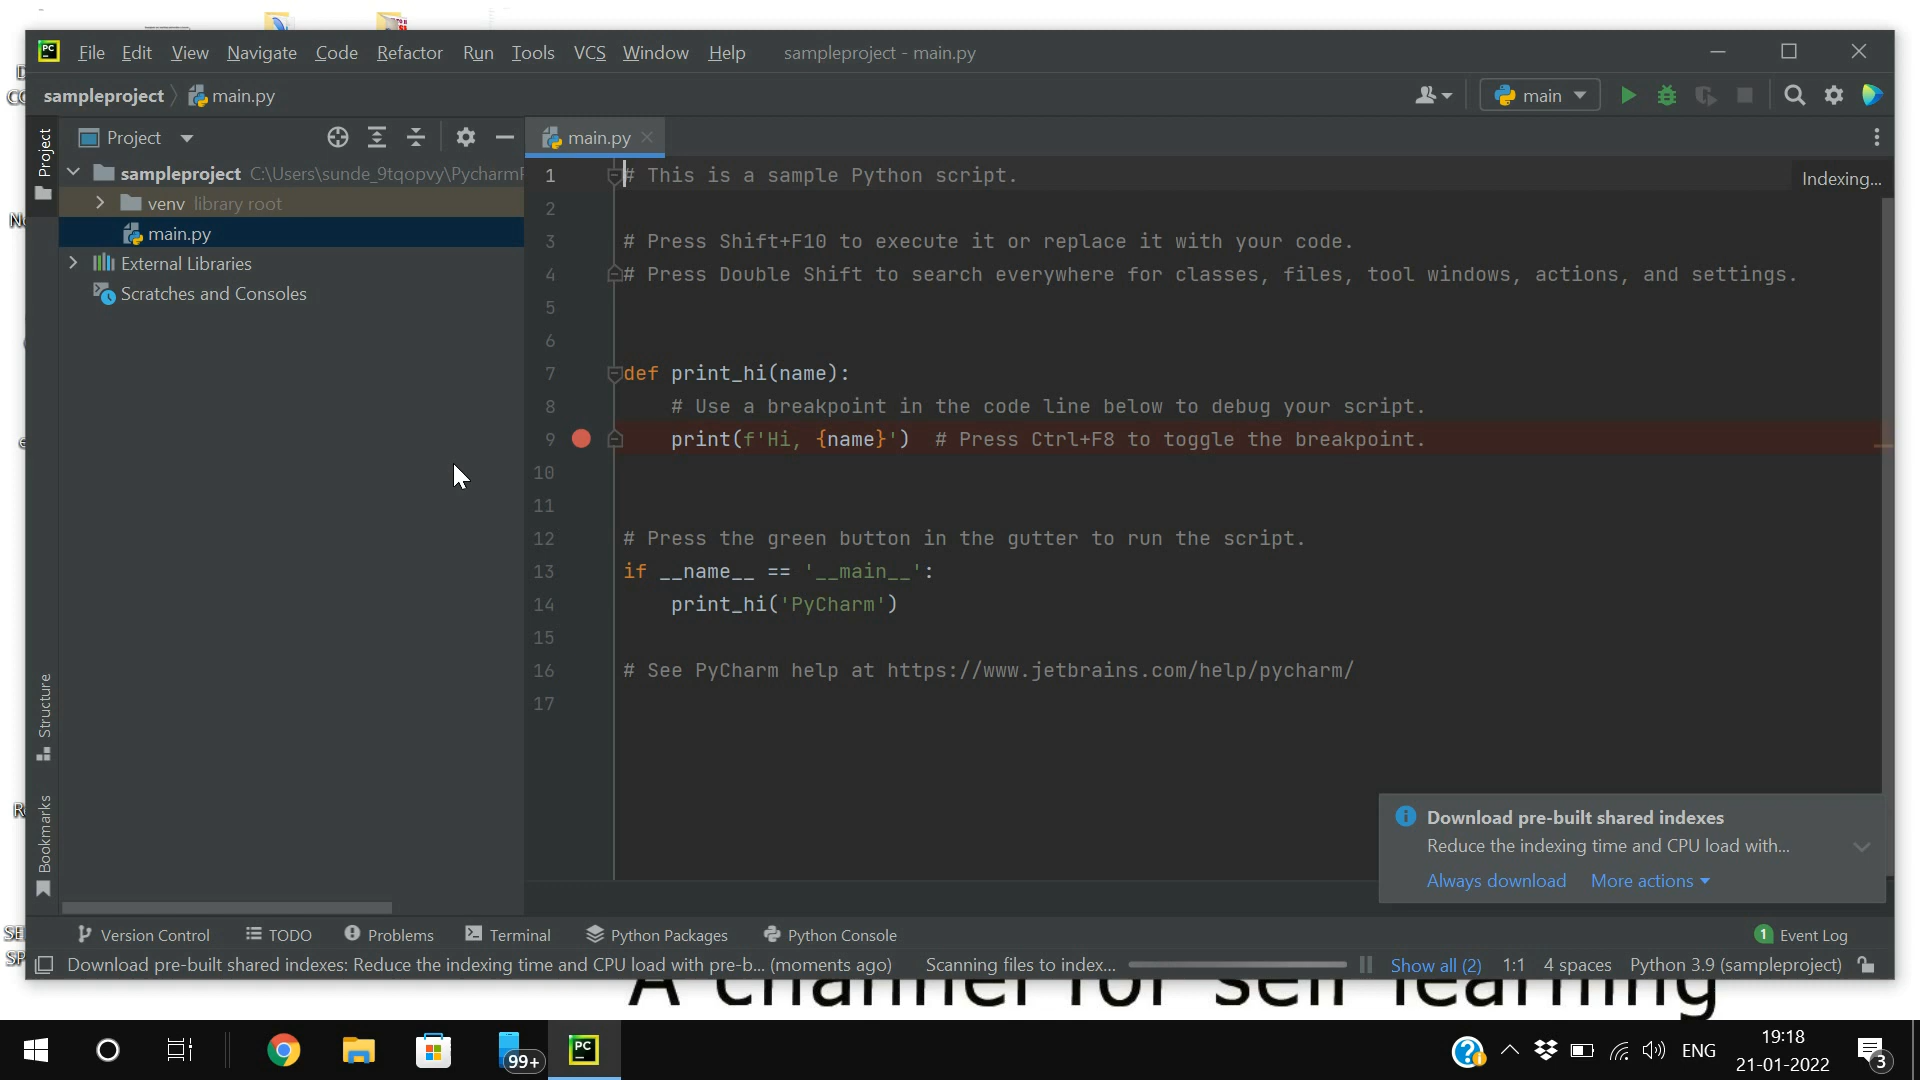 PC File Edit View Navigate Code Refactor Run Tools VCS Window Help sampleproject - main.py
sampleproject main.py main
Project main.py
Project
sampleproject C:\Users\sunde_9tqopvy\Pycharm
venv library root
main.py
External Libraries
Scratches and Consoles
Structure
Bookmarks
1 # This is a sample Python script. Indexing...
2
3 # Press Shift+F10 to execute it or replace it with your code.
4 # Press Double Shift to search everywhere for classes, files, tool windows, actions, and settings.
5
6
7 def print_hi(name):
8 # Use a breakpoint in the code line below to debug your script.
9 print(f'Hi, {name}') # Press Ctrl+F8 to toggle the breakpoint.
10
11
12 # Press the green button in the gutter to run the script.
13 if __name__ == '__main__':
14 print_hi('PyCharm')
15
16 # See PyCharm help at https://www.jetbrains.com/help/pycharm/
17
Download pre-built shared indexes
Reduce the indexing time and CPU load with...
Always download More actions
Version Control TODO Problems Terminal Python Packages Python Console 1 Event Log
Download pre-built shared indexes: Reduce the indexing time and CPU load with pre-b... (moments ago) Scanning files to index... Show all (2) 1:1 4 spaces Python 3.9 (sampleproject)
A channel for self learning
99+ PC ENG 19:18
21-01-2022 3